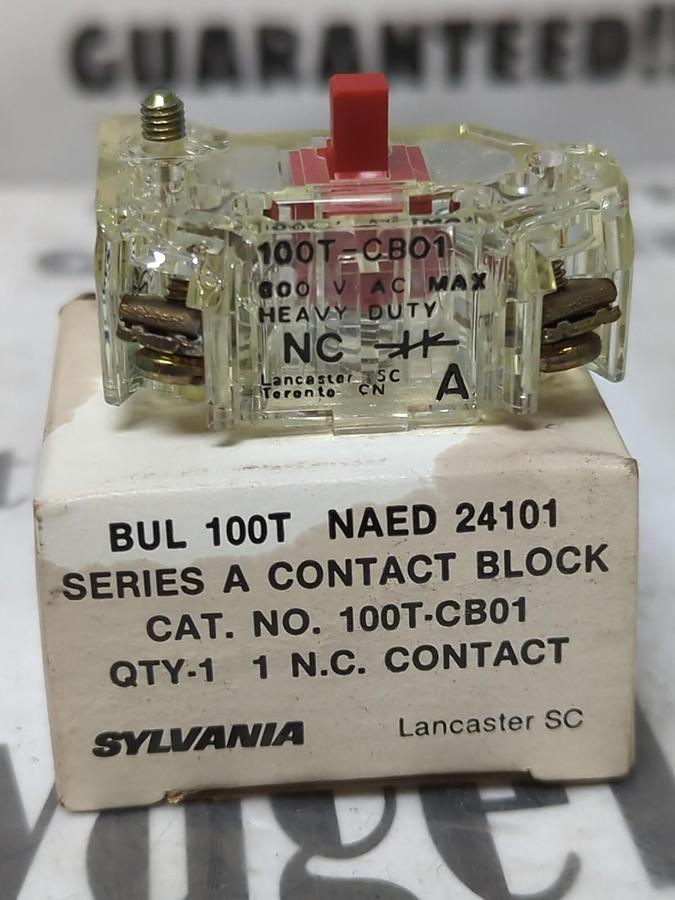 GUARANTEED!!
100T-CB01
600 V AC MAX
HEAVY DUTY
NC
Lancaster SC
Toronto CN
A
BUL 100T NAED 24101
SERIES A CONTACT BLOCK
CAT. NO. 100T-CB01
QTY-1 1 N.C. CONTACT
SYLVANIA Lancaster SC